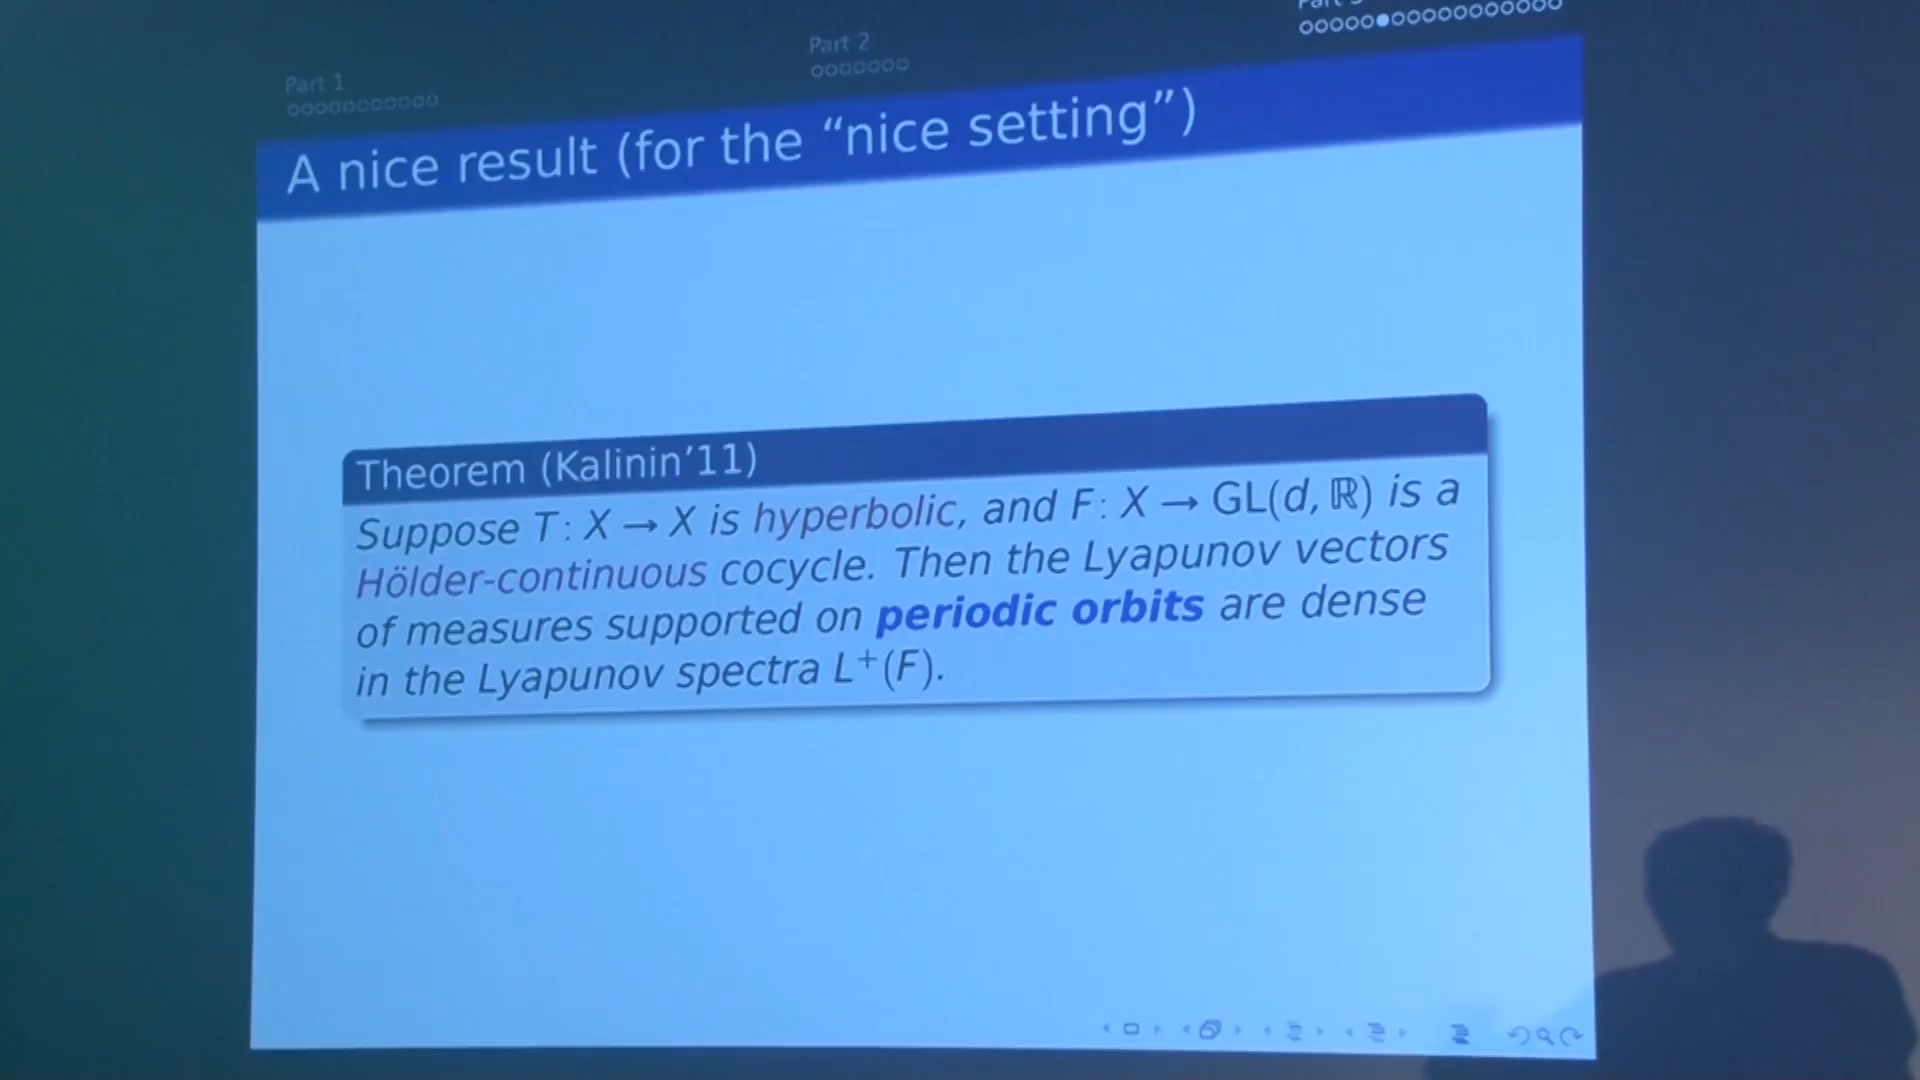 Part 1
Part 2
A nice result (for the “nice setting”)
Theorem (Kalinin’11)
Suppose T: X → X is hyperbolic, and F: X → GL(d, ℝ) is a
Hölder-continuous cocycle. Then the Lyapunov vectors
of measures supported on periodic orbits are dense
in the Lyapunov spectra L⁺(F).